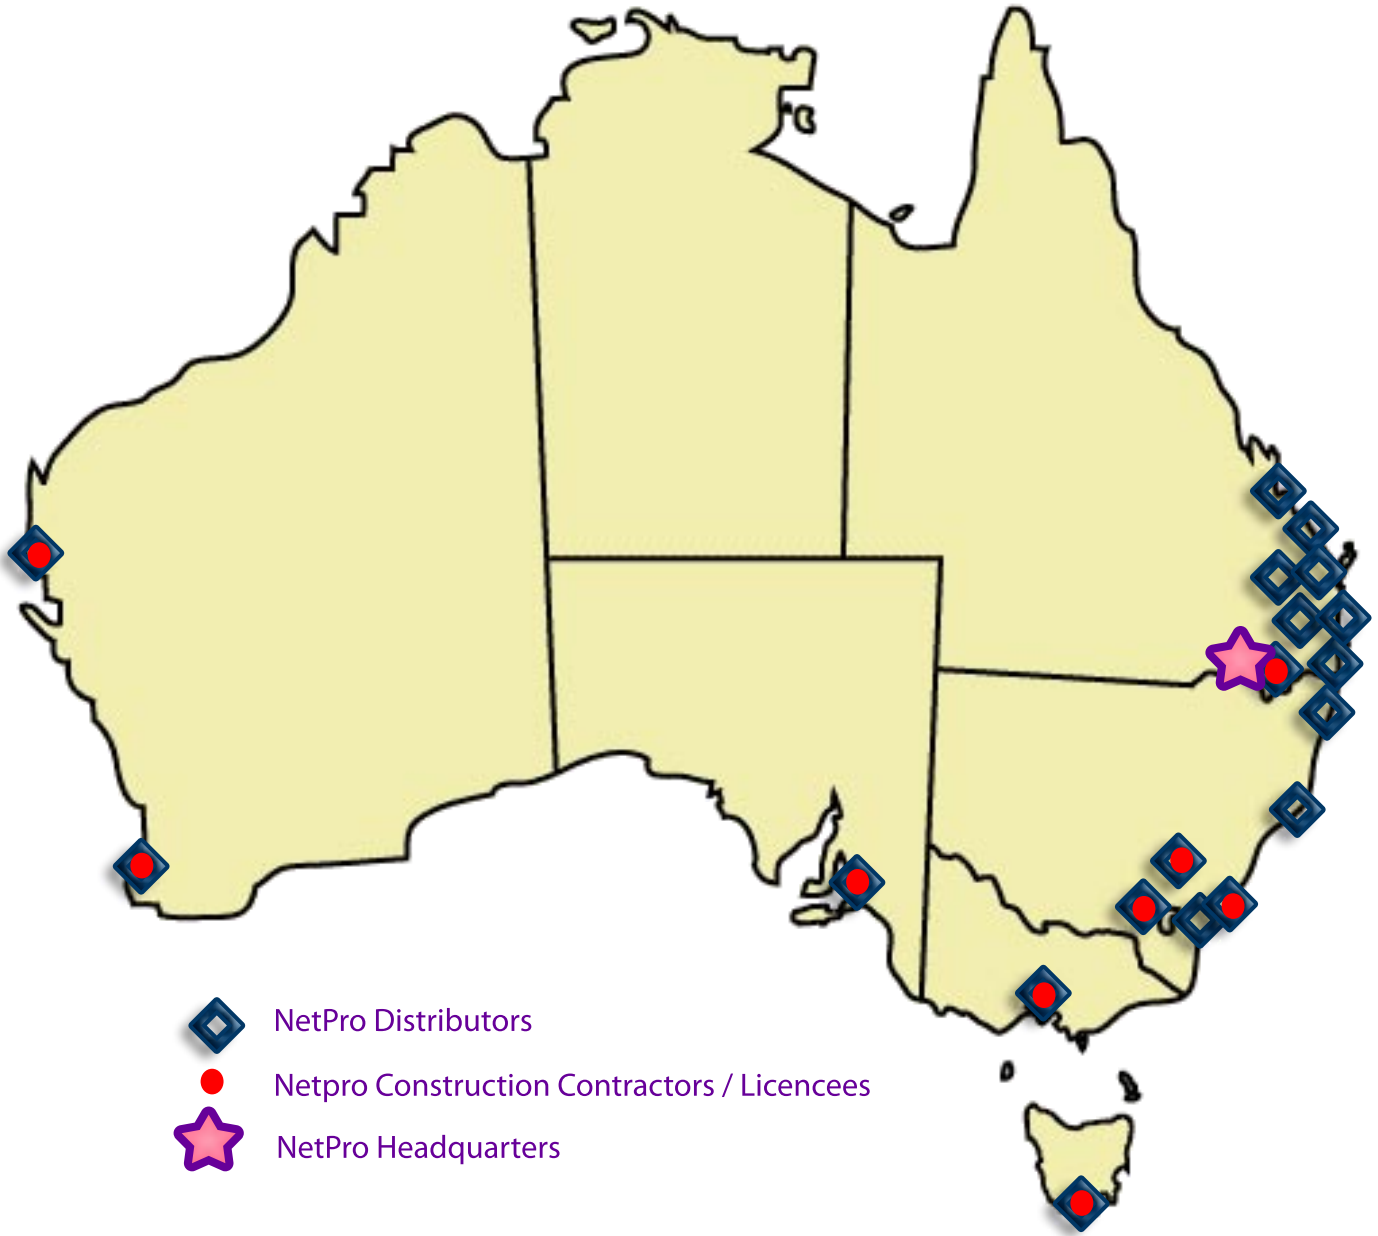 NetPro Distributors
Netpro Construction Contractors / Licencees
NetPro Headquarters